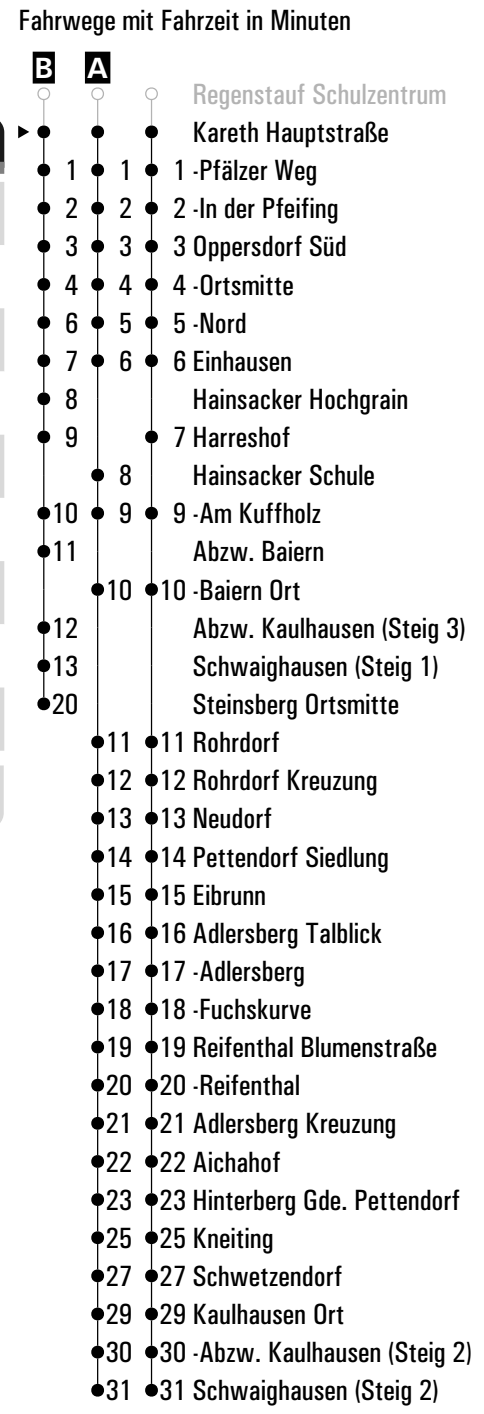 Fahrwege mit Fahrzeit in Minuten
B A
Regenstauf Schulzentrum
Kareth Hauptstraße
1 1 1 -Pfälzer Weg
2 2 2 -In der Pfeifing
3 3 3 Oppersdorf Süd
4 4 4 -Ortsmitte
6 5 5 -Nord
7 6 6 Einhausen
8 Hainsacker Hochgrain
9 7 Harreshof
8 Hainsacker Schule
10 9 9 -Am Kuffholz
11 Abzw. Baiern
10 10 -Baiern Ort
12 Abzw. Kaulhausen (Steig 3)
13 Schwaighausen (Steig 1)
20 Steinsberg Ortsmitte
11 11 Rohrdorf
12 12 Rohrdorf Kreuzung
13 13 Neudorf
14 14 Pettendorf Siedlung
15 15 Eibrunn
16 16 Adlersberg Talblick
17 17 -Adlersberg
18 18 -Fuchskurve
19 19 Reifenthal Blumenstraße
20 20 -Reifenthal
21 21 Adlersberg Kreuzung
22 22 Aichahof
23 23 Hinterberg Gde. Pettendorf
25 25 Kneiting
27 27 Schwetzendorf
29 29 Kaulhausen Ort
30 30 -Abzw. Kaulhausen (Steig 2)
31 31 Schwaighausen (Steig 2)